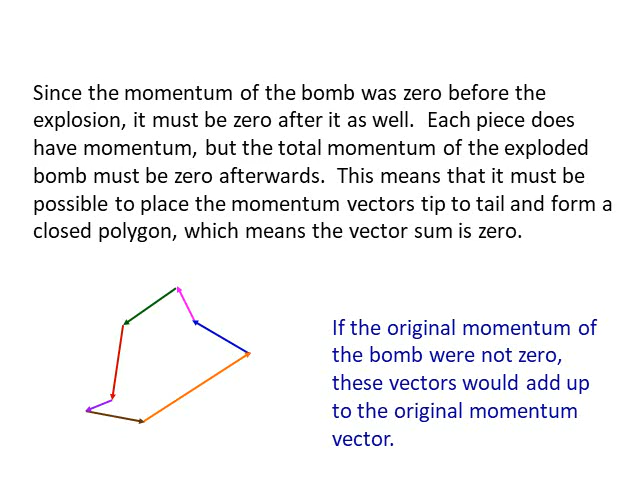 Since the momentum of the bomb was zero before the
explosion, it must be zero after it as well.  Each piece does
have momentum, but the total momentum of the exploded
bomb must be zero afterwards.  This means that it must be
possible to place the momentum vectors tip to tail and form a
closed polygon, which means the vector sum is zero.
If the original momentum of
the bomb were not zero,
these vectors would add up
to the original momentum
vector.